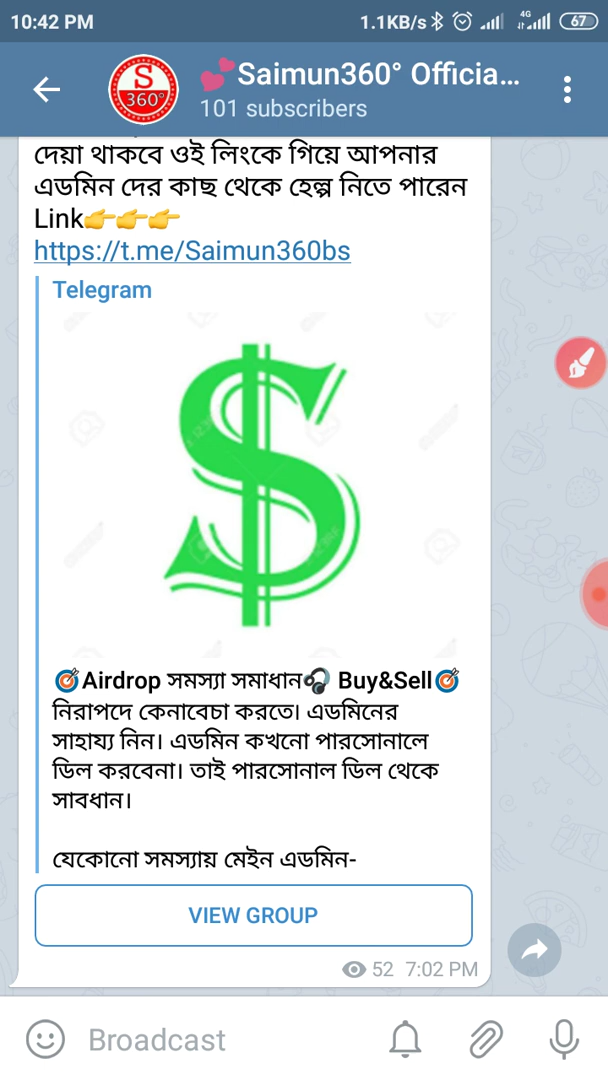 10:42 PM 1.1KB/s 4G 67
S
360°
💕Saimun360° Officia...
101 subscribers
দেয়া থাকবে ওই লিংকে গিয়ে আপনার
এডমিন দের কাছ থেকে হেল্প নিতে পারেন
Link👉👉👉
https://t.me/Saimun360bs
Telegram
🎯Airdrop সমস্যা সমাধান🎧 Buy&Sell🎯
নিরাপদে কেনাবেচা করতে। এডমিনের
সাহায্য নিন। এডমিন কখনো পারসোনালে
ডিল করবেনা। তাই পারসোনাল ডিল থেকে
সাবধান।
যেকোনো সমস্যায় মেইন এডমিন-
VIEW GROUP
52 7:02 PM
Broadcast